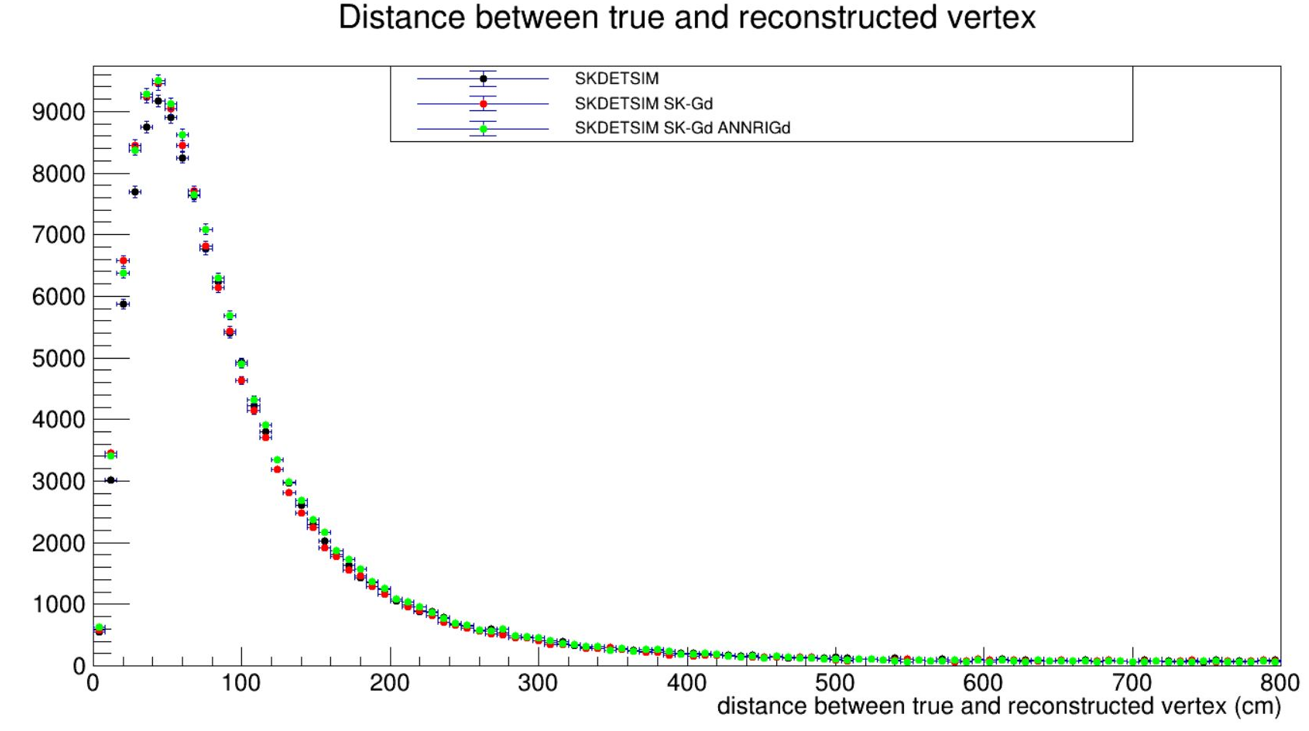 Distance between true and reconstructed vertex
SKDETSIM
SKDETSIM SK-Gd
SKDETSIM SK-Gd ANNRIGd
9000
8000
7000
6000
5000
4000
3000
2000
1000
0
0 100 200 300 400 500 600 700 800
distance between true and reconstructed vertex (cm)